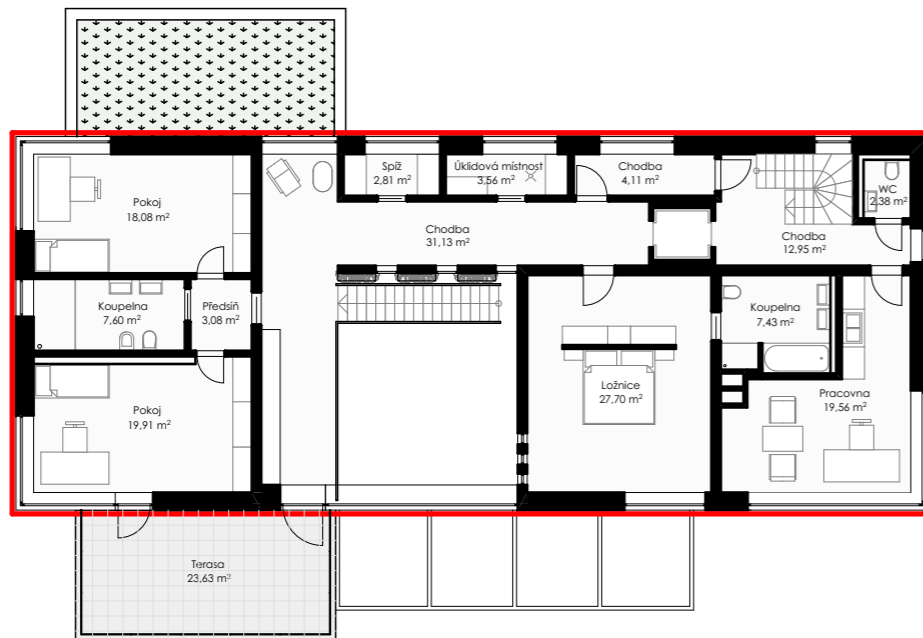 Spíž
2,81 m²
Úklidová místnost
3,56 m²
Chodba
4,11 m²
WC
2,38 m²
Pokoj
18,08 m²
Chodba
31,13 m²
Chodba
12,95 m²
Koupelna
7,60 m²
Předsíň
3,08 m²
Koupelna
7,43 m²
Ložnice
27,70 m²
Pracovna
19,56 m²
Pokoj
19,91 m²
Terasa
23,63 m²